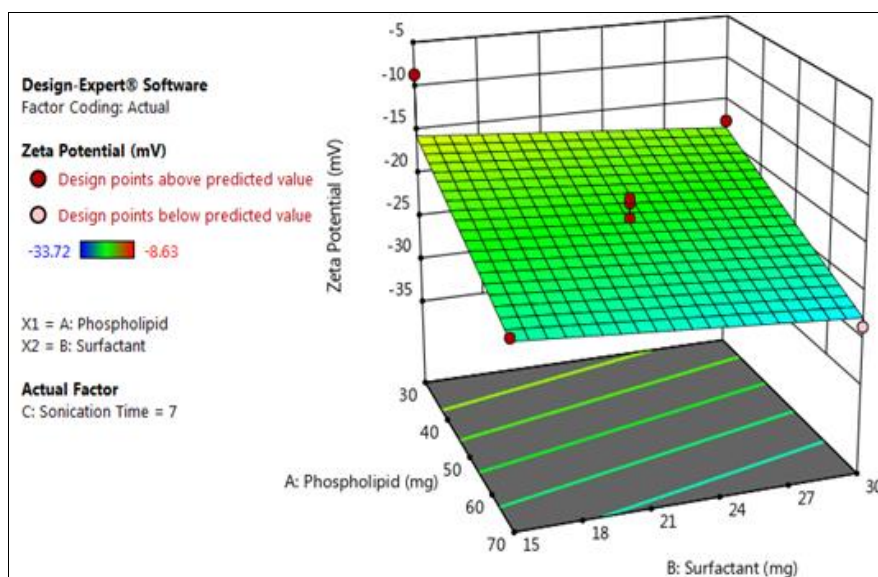 Design-Expert® Software
Factor Coding: Actual
Zeta Potential (mV)
Design points above predicted value
Design points below predicted value
-33.72 -8.63
X1 = A: Phospholipid
X2 = B: Surfactant
Actual Factor
C: Sonication Time = 7
Zeta Potential (mV)
-5
-10
-15
-20
-25
-30
-35
30
40
50
60
70
A: Phospholipid (mg)
15
18
21
24
27
30
B: Surfactant (mg)